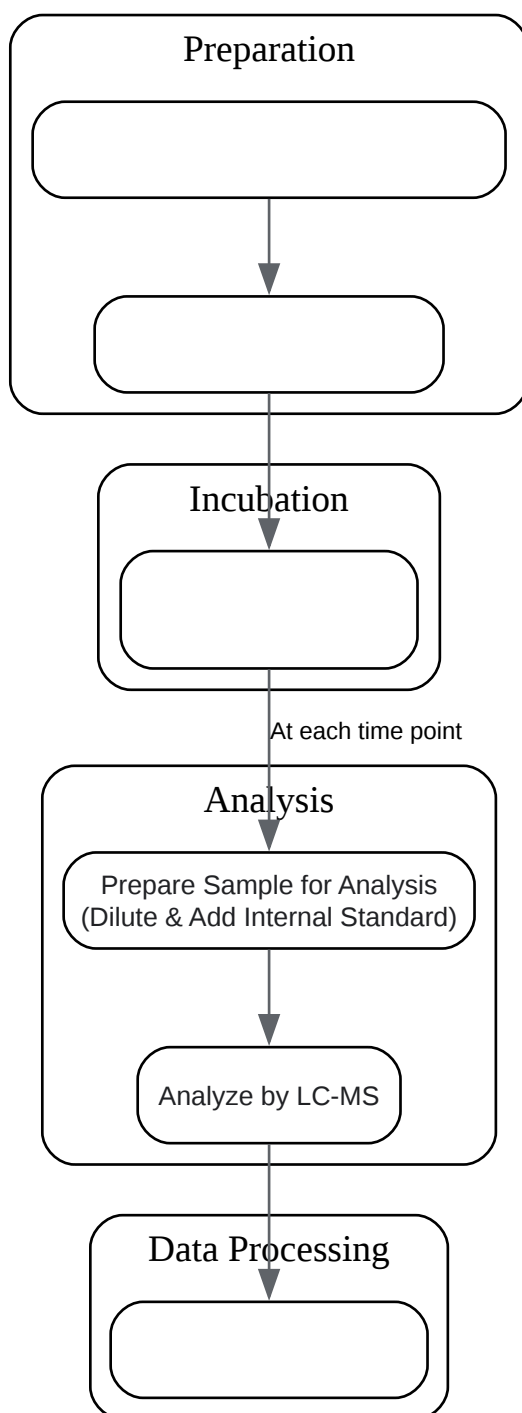 Preparation
Incubation
At each time point
Analysis
Prepare Sample for Analysis
(Dilute & Add Internal Standard)
Analyze by LC-MS
Data Processing